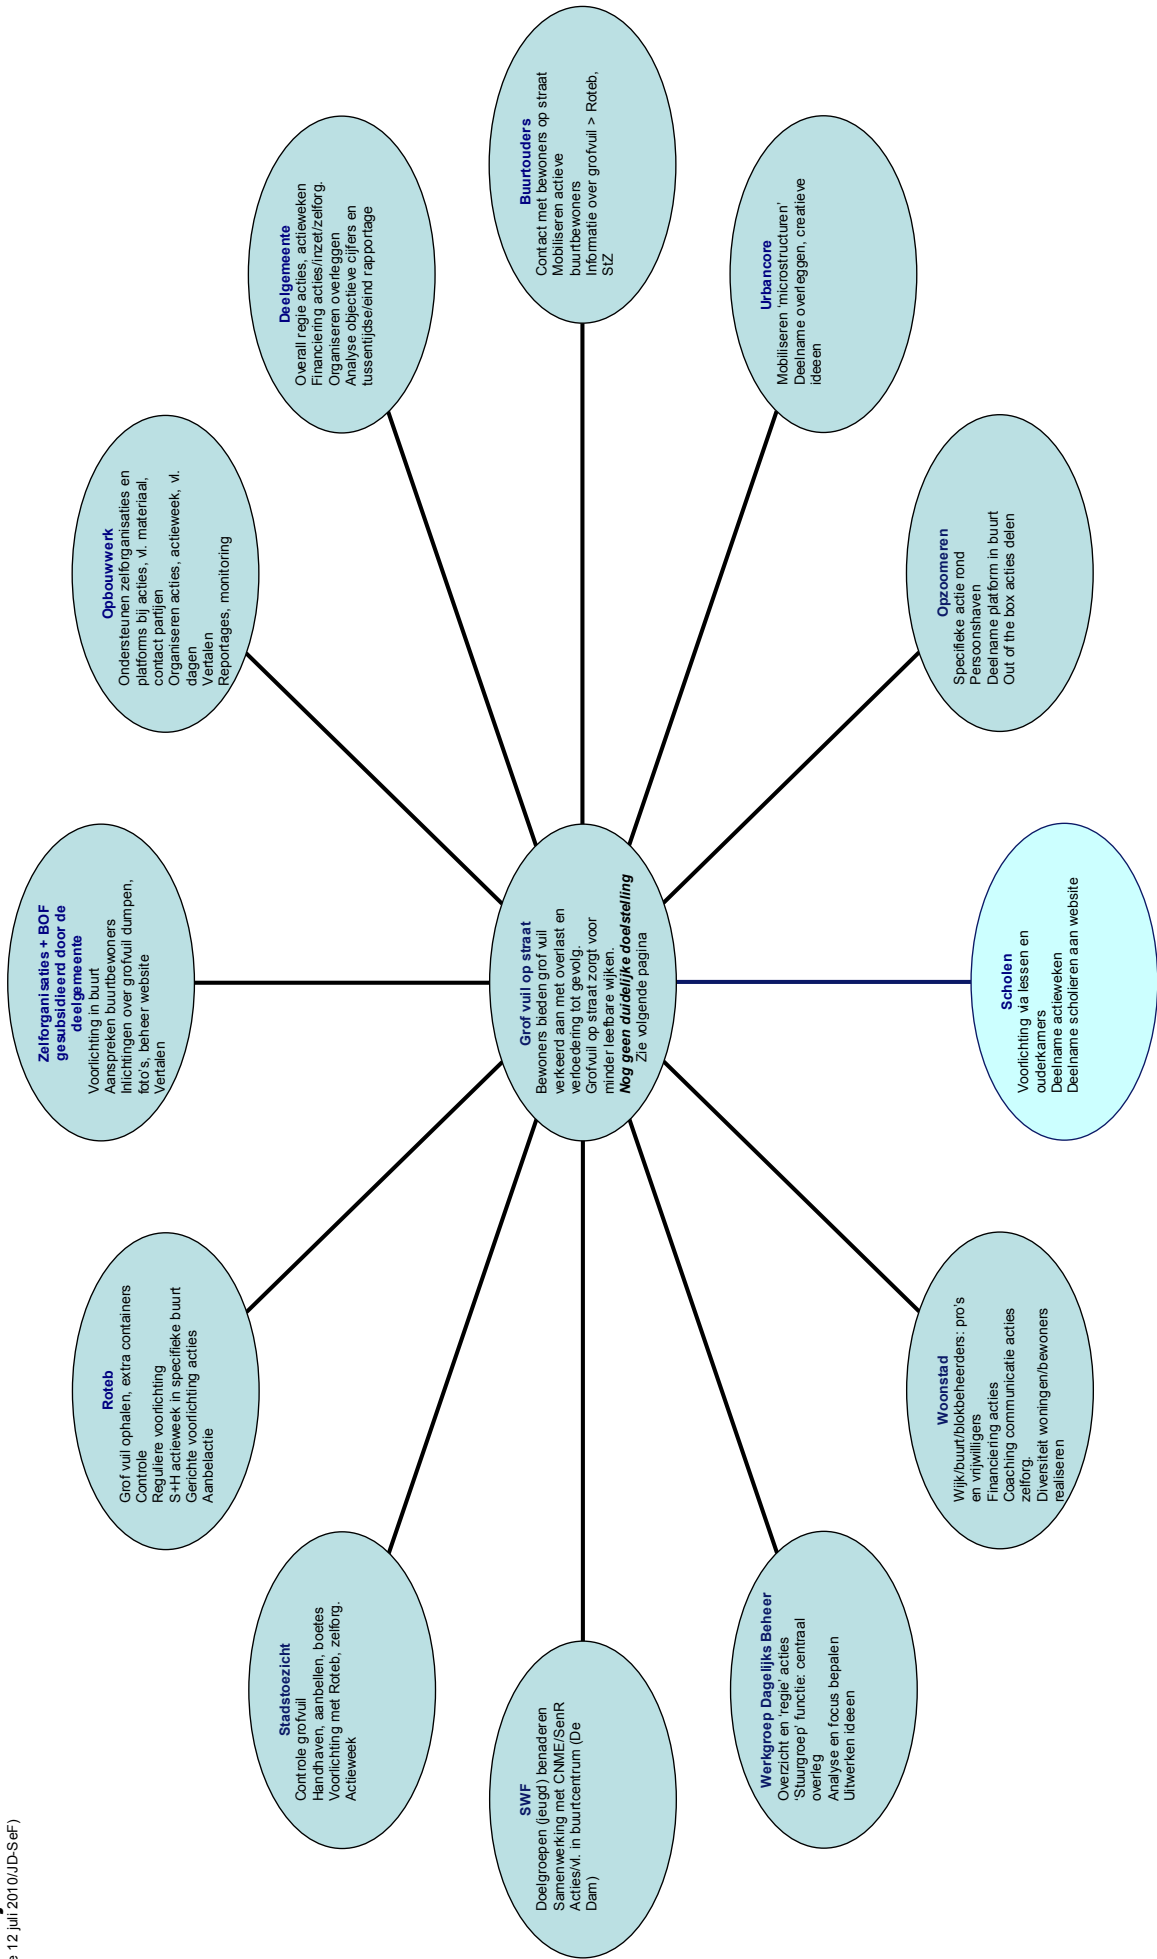 e 12 juli 2010/JD-SeF)
Zelforganisaties + BOF
gesubsidieerd door de
deelgemeente
Voorlichting in buurt
Aanspreken buurtbewoners
Inlichtingen over grofvuil dumpen,
foto's, beheer website
Vertalen
Opbouwwerk
Ondersteunen zelforganisaties en
platforms bij acties, vl. materiaal,
contact partijen
Organiseren acties, actieweek, vl.
dagen
Vertalen
Reportages, monitoring
Deelgemeente
Overall regie acties, actieweken
Financiering acties/inzet/zelforg.
Organiseren overleggen
Analyse objectieve cijfers en
tussentijdse/eind rapportage
Buurtouders
Contact met bewoners op straat
Mobiliseren actieve
buurtbewoners
Informatie over grofvuil > Roteb,
StZ
Urbancore
Mobiliseren ‘microstructuren’
Deelname overleggen, creatieve
ideeen
Opzoomeren
Specifieke actie rond
Persoonshaven
Deelname platform in buurt
Out of the box acties delen
Scholen
Voorlichting via lessen en
ouderkamers
Deelname actieweken
Deelname scholieren aan website
Woonstad
Wijk/buurt/blokbeheerders: pro's
en vrijwilligers
Financiering acties
Coaching communicatie acties
zelforg.
Diversiteit woningen/bewoners
realiseren
Werkgroep Dagelijks Beheer
Overzicht en ‘regie’ acties
‘Stuurgroep’ functie: centraal
overleg
Analyse en focus bepalen
Uitwerken ideeen
SWF
Doelgroepen (jeugd) benaderen
Samenwerking met CNME/SenR
Acties/vl. in buurtcentrum (De
Dam)
Stadstoezicht
Controle grofvuil
Handhaven, aanbellen, boetes
Voorlichting met Roteb, zelforg.
Actieweek
Roteb
Grof vuil ophalen, extra containers
Controle
Reguliere voorlichting
S+H actieweek in specifieke buurt
Gerichte voorlichting acties
Aanbelactie
Grof vuil op straat
Bewoners bieden grof vuil
verkeerd aan met overlast en
verloedering tot gevolg.
Grofvuil op straat zorgt voor
minder leefbare wijken.
Nog geen duidelijke doelstelling
Zie volgende pagina